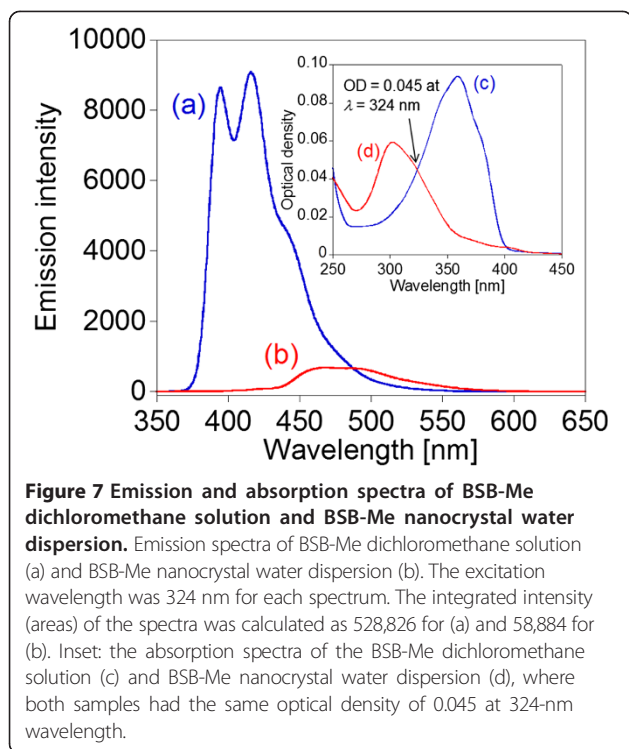 10000
8000
6000
4000
2000
0
Emission intensity
(a)
(b)
350 400 450 500 550 600 650
Wavelength [nm]
0.10
0.08
0.06
0.04
0.02
0
Optical density
OD = 0.045 at
λ = 324 nm
(c)
(d)
250 300 350 400 450
Wavelength [nm]
Figure 7 Emission and absorption spectra of BSB-Me
dichloromethane solution and BSB-Me nanocrystal water
dispersion. Emission spectra of BSB-Me dichloromethane solution
(a) and BSB-Me nanocrystal water dispersion (b). The excitation
wavelength was 324 nm for each spectrum. The integrated intensity
(areas) of the spectra was calculated as 528,826 for (a) and 58,884 for
(b). Inset: the absorption spectra of the BSB-Me dichloromethane
solution (c) and BSB-Me nanocrystal water dispersion (d), where
both samples had the same optical density of 0.045 at 324-nm
wavelength.